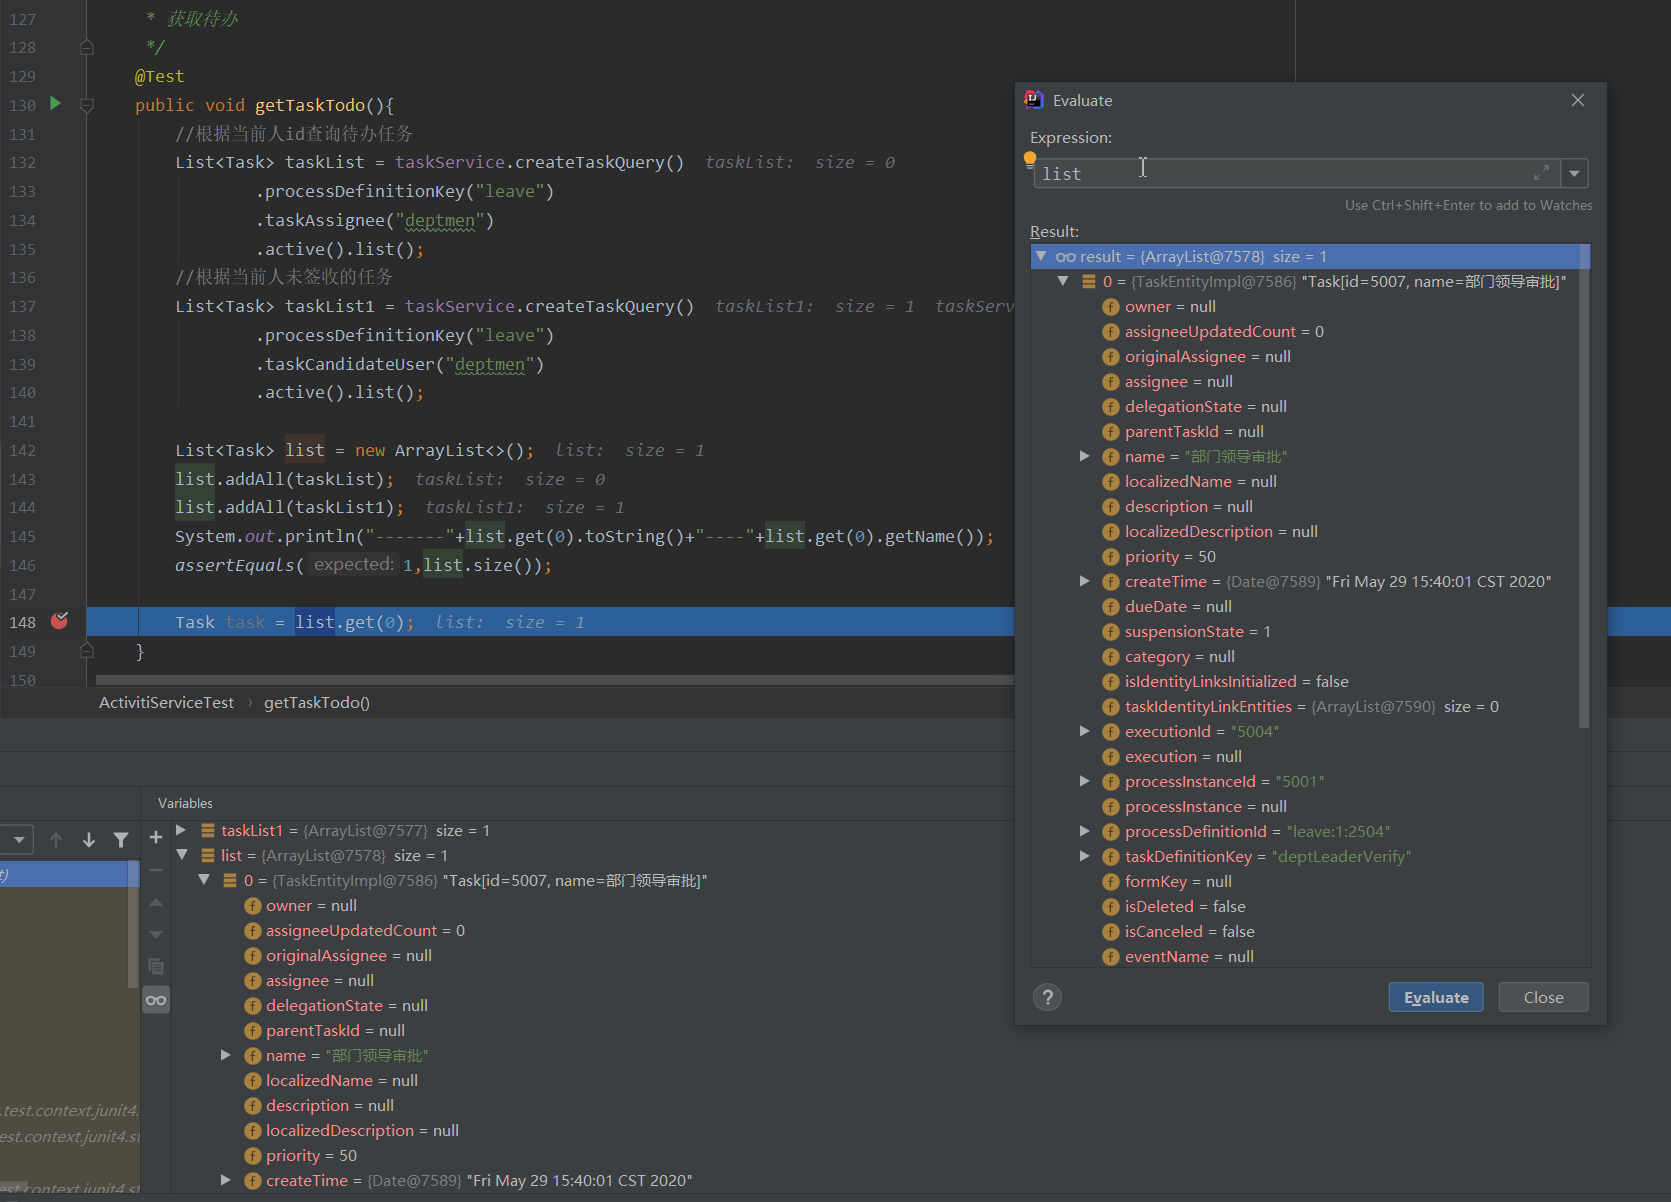 127 * 获取待办
128 */
129 @Test
130 public void getTaskTodo(){
131 //根据当前人id查询待办任务
132 List<Task> taskList = taskService.createTaskQuery() taskList: size = 0
133 .processDefinitionKey("leave")
134 .taskAssignee("deptmen")
135 .active().list();
136 //根据当前人未签收的任务
137 List<Task> taskList1 = taskService.createTaskQuery() taskList1: size = 1 taskServ
138 .processDefinitionKey("leave")
139 .taskCandidateUser("deptmen")
140 .active().list();
141
142 List<Task> list = new ArrayList<>(); list: size = 1
143 list.addAll(taskList); taskList: size = 0
144 list.addAll(taskList1); taskList1: size = 1
145 System.out.println("-------"+list.get(0).toString()+"----"+list.get(0).getName());
146 assertEquals( expected: 1,list.size());
147
148 Task task = list.get(0); list: size = 1
149 }
150
ActivitiServiceTest › getTaskTodo()
Evaluate
Expression:
list
Use Ctrl+Shift+Enter to add to Watches
Result:
result = {ArrayList@7578} size = 1
0 = {TaskEntityImpl@7586} "Task[id=5007, name=部门领导审批]"
owner = null
assigneeUpdatedCount = 0
originalAssignee = null
assignee = null
delegationState = null
parentTaskId = null
name = "部门领导审批"
localizedName = null
description = null
localizedDescription = null
priority = 50
createTime = {Date@7589} "Fri May 29 15:40:01 CST 2020"
dueDate = null
suspensionState = 1
category = null
isIdentityLinksInitialized = false
taskIdentityLinkEntities = {ArrayList@7590} size = 0
executionId = "5004"
execution = null
processInstanceId = "5001"
processInstance = null
processDefinitionId = "leave:1:2504"
taskDefinitionKey = "deptLeaderVerify"
formKey = null
isDeleted = false
isCanceled = false
eventName = null
?
Evaluate
Close
Variables
taskList1 = {ArrayList@7577} size = 1
list = {ArrayList@7578} size = 1
0 = {TaskEntityImpl@7586} "Task[id=5007, name=部门领导审批]"
owner = null
assigneeUpdatedCount = 0
originalAssignee = null
assignee = null
delegationState = null
parentTaskId = null
name = "部门领导审批"
localizedName = null
description = null
localizedDescription = null
priority = 50
createTime = {Date@7589} "Fri May 29 15:40:01 CST 2020"
t)
.test.context.junit4.
est.context.junit4.st
est.context.junit4.st